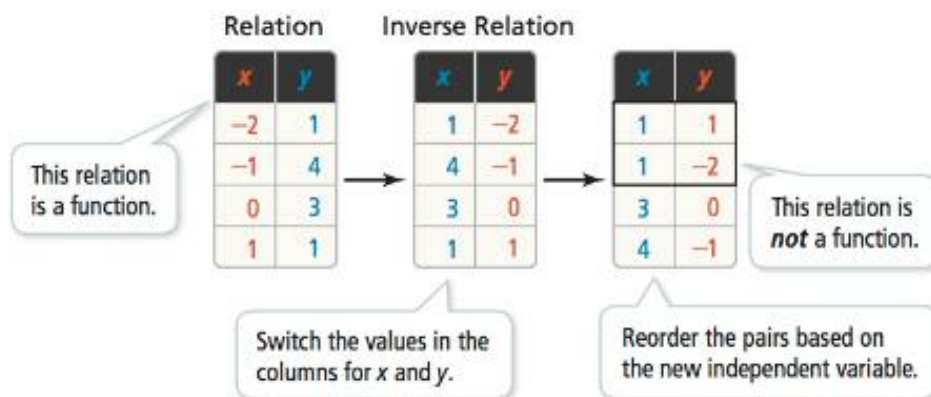 Relation
Inverse Relation
x y
−2 1
−1 4
0 3
1 1
x y
1 −2
4 −1
3 0
1 1
x y
1 1
1 −2
3 0
4 −1
This relation
is a function.
This relation is
not a function.
Switch the values in the
columns for x and y.
Reorder the pairs based on
the new independent variable.